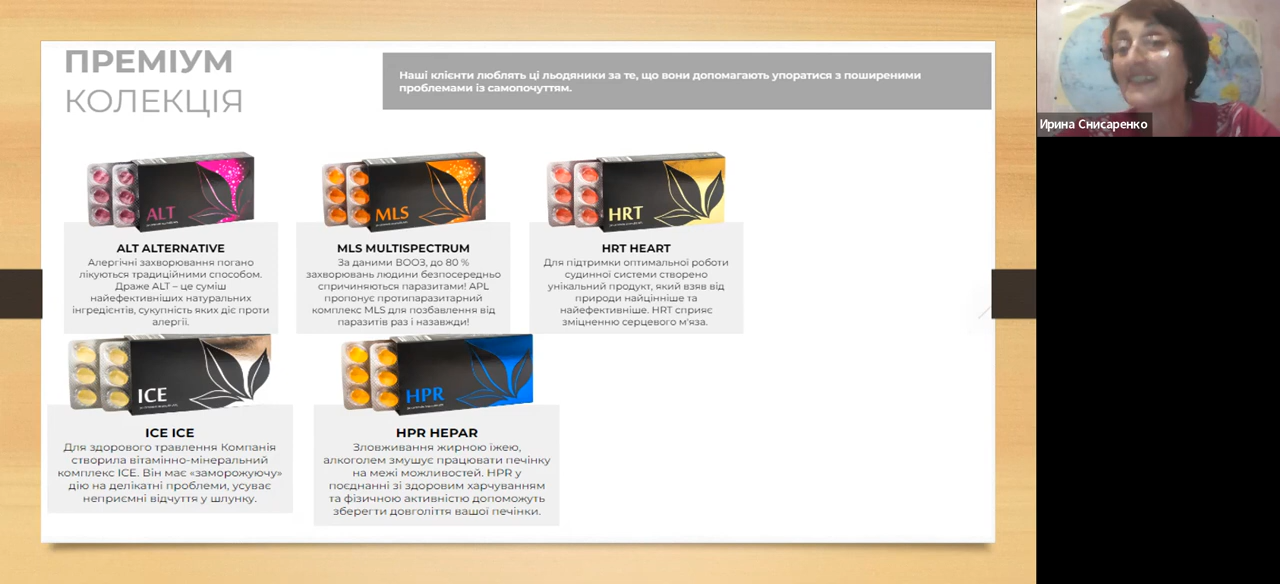 ПРЕМІУМ
КОЛЕКЦІЯ
Наші клієнти люблять ці льодяники за те, що вони допомагають упоратися з поширеними
проблемами із самопочуттям.
Ирина Снисаренко
ALT
MLS
HRT
ALT ALTERNATIVE
Алергічні захворювання погано
лікуються традиційними способом.
Драже ALT – це суміш
найефективніших натуральних
інгредієнтів, сукупність яких діє проти
алергії.
MLS MULTISPECTRUM
За даними ВООЗ, до 80 %
захворювань людини безпосередньо
спричиняються паразитами! APL
пропонує протипаразитарний
комплекс MLS для позбавлення від
паразитів раз і назавжди!
HRT HEART
Для підтримки оптимальної роботи
судинної системи створено
унікальний продукт, який взяв від
природи найцінніше та
найефективніше. HRT сприяє
зміцненню серцевого м'яза.
ICE
HPR
ICE ICE
Для здорового травлення Компанія
створила вітамінно-мінеральний
комплекс ICE. Він має «заморожуючу»
дію на делікатні проблеми, усуває
неприємні відчуття у шлунку.
HPR HEPAR
Зловживання жирною їжею,
алкоголем змушує працювати печінку
на межі можливостей. HPR у
поєднанні зі здоровим харчуванням
та фізичною активністю допоможуть
зберегти довголіття вашої печінки.